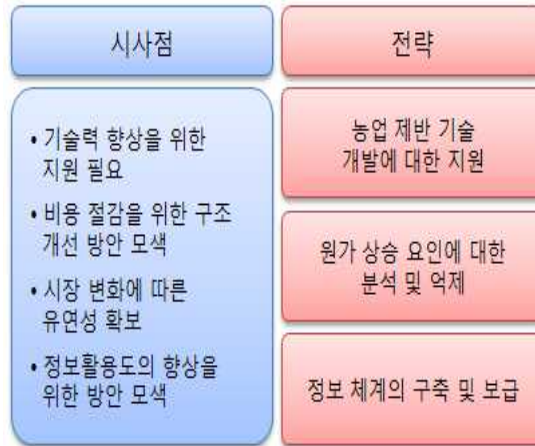 시사점
전략
• 기술력 향상을 위한
지원 필요
• 비용 절감을 위한 구조
개선 방안 모색
• 시장 변화에 따른
유연성 확보
• 정보활용도의 향상을
위한 방안 모색
농업 제반 기술
개발에 대한 지원
원가 상승 요인에 대한
분석 및 억제
정보 체계의 구축 및 보급